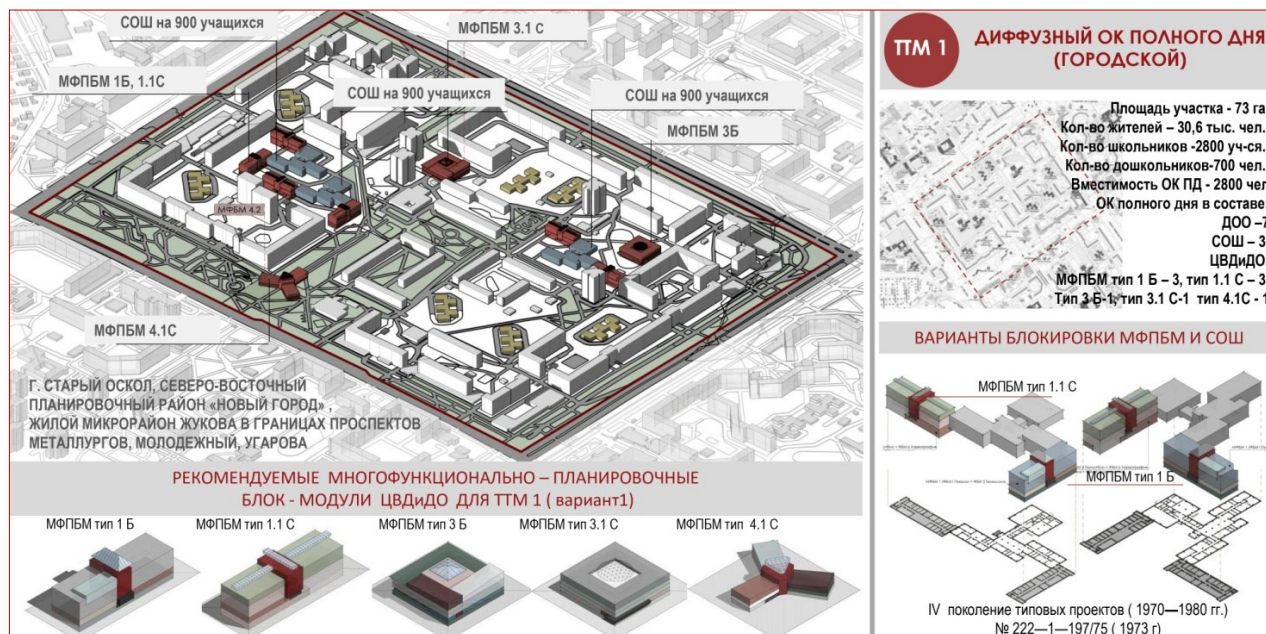 СОШ на 900 учащихся
МФПБМ 3.1 С
МФПБМ 1Б, 1.1С
СОШ на 900 учащихся
СОШ на 900 учащихся
МФПБМ 3Б
МФБМ 4.2
МФПБМ 4.1С
Г. СТАРЫЙ ОСКОЛ, СЕВЕРО-ВОСТОЧНЫЙ
ПЛАНИРОВОЧНЫЙ РАЙОН «НОВЫЙ ГОРОД» ,
ЖИЛОЙ МИКРОРАЙОН ЖУКОВА В ГРАНИЦАХ ПРОСПЕКТОВ
МЕТАЛЛУРГОВ, МОЛОДЕЖНЫЙ, УГАРОВА
РЕКОМЕНДУЕМЫЕ МНОГОФУНКЦИОНАЛЬНО – ПЛАНИРОВОЧНЫЕ
БЛОК - МОДУЛИ ЦВДиДО ДЛЯ ТТМ 1 ( вариант1)
МФПБМ тип 1 Б
МФПБМ тип 1.1 С
МФПБМ тип 3 Б
МФПБМ тип 3.1 С
МФПБМ тип 4.1 С
ТТМ 1
ДИФФУЗНЫЙ ОК ПОЛНОГО ДНЯ
(ГОРОДСКОЙ)
Площадь участка - 73 га
Кол-во жителей – 30,6 тыс. чел.
Кол-во школьников -2800 уч-ся.
Кол-во дошкольников-700 чел.
Вместимость ОК ПД - 2800 чел
ОК полного дня в составе
ДОО –7
СОШ – 3
ЦВДиДО
МФПБМ тип 1 Б – 3, тип 1.1 С – 3
Тип 3 Б-1, тип 3.1 С-1 тип 4.1С - 1
ВАРИАНТЫ БЛОКИРОВКИ МФПБМ И СОШ
МФПБМ тип 1.1 С
МФПБМ тип 1 Б
IV поколение типовых проектов ( 1970—1980 гг.)
№ 222—1—197/75 ( 1973 г)